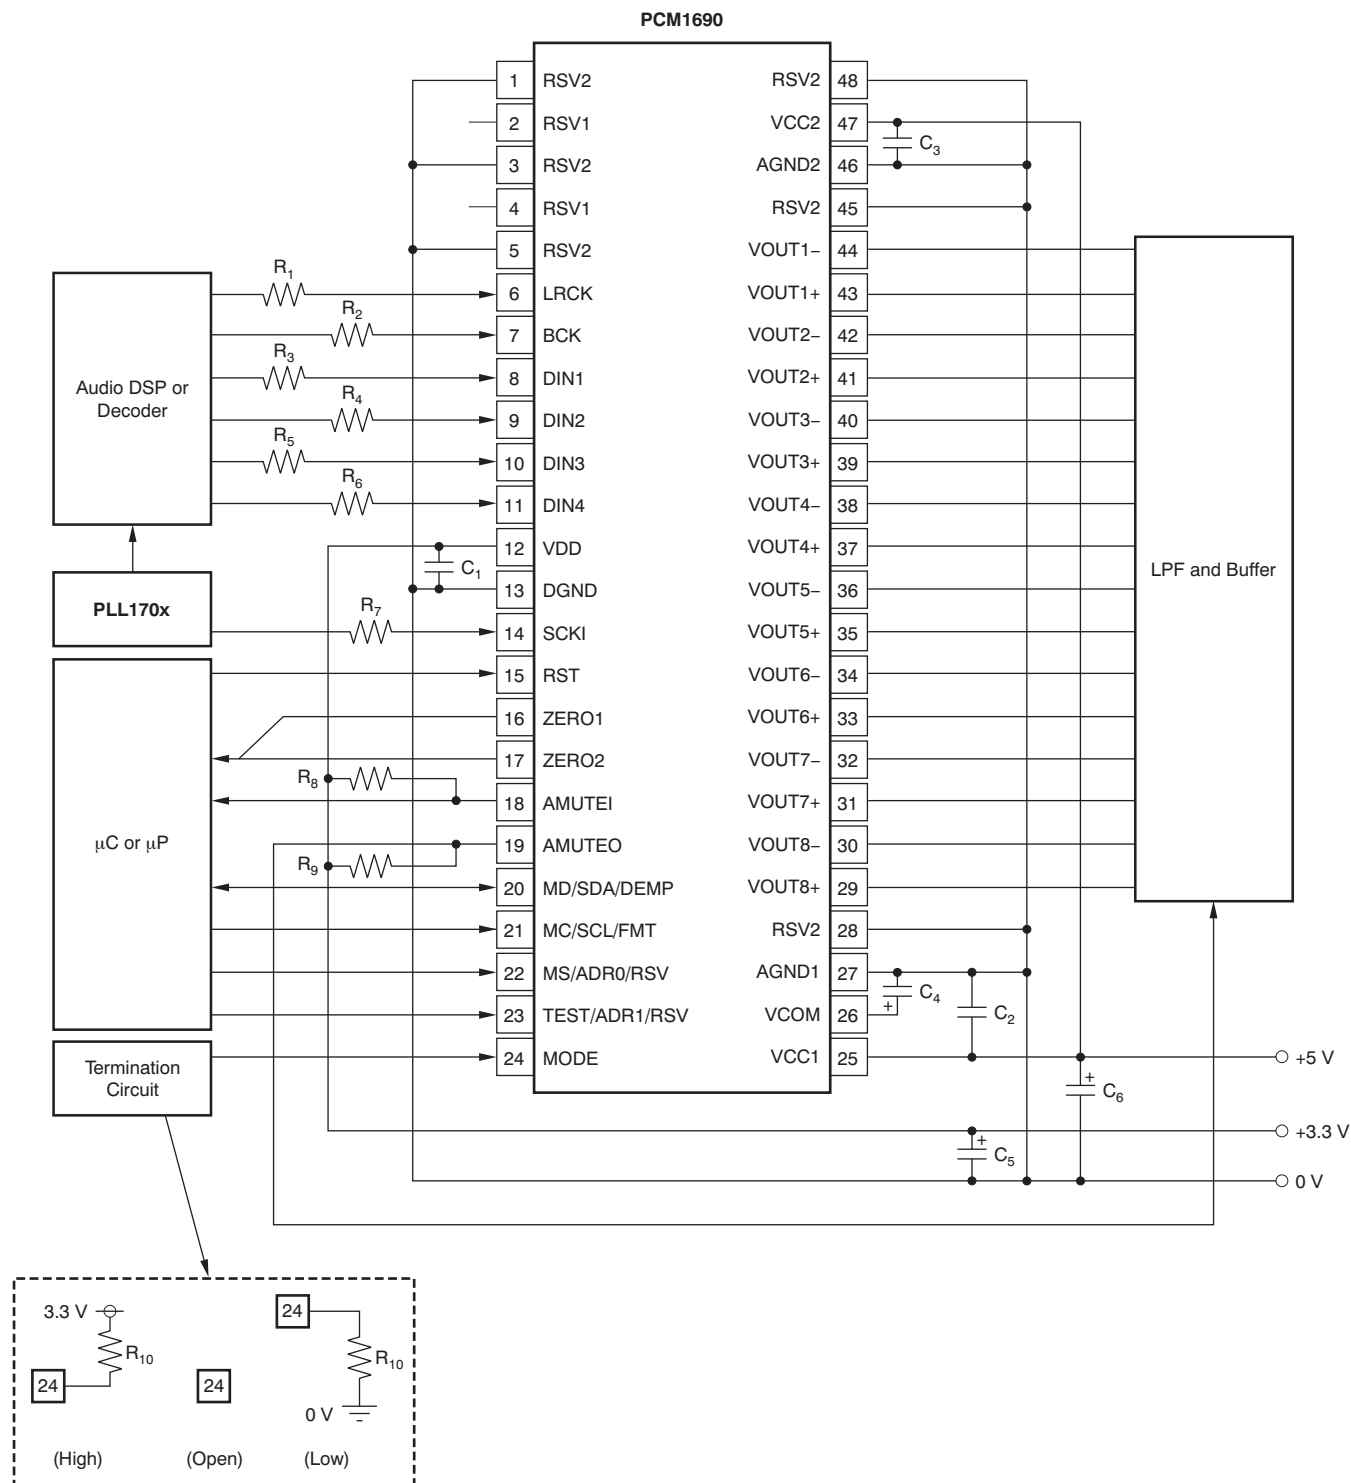 PCM1690
1 RSV2
2 RSV1
3 RSV2
4 RSV1
5 RSV2
6 LRCK
7 BCK
8 DIN1
9 DIN2
10 DIN3
11 DIN4
12 VDD
13 DGND
14 SCKI
15 RST
16 ZERO1
17 ZERO2
18 AMUTEI
19 AMUTEO
20 MD/SDA/DEMP
21 MC/SCL/FMT
22 MS/ADR0/RSV
23 TEST/ADR1/RSV
24 MODE
RSV2 48
VCC2 47
AGND2 46
RSV2 45
VOUT1− 44
VOUT1+ 43
VOUT2− 42
VOUT2+ 41
VOUT3− 40
VOUT3+ 39
VOUT4− 38
VOUT4+ 37
VOUT5− 36
VOUT5+ 35
VOUT6− 34
VOUT6+ 33
VOUT7− 32
VOUT7+ 31
VOUT8− 30
VOUT8+ 29
RSV2 28
AGND1 27
VCOM 26
VCC1 25
Audio DSP or
Decoder
PLL170x
μC or μP
Termination
Circuit
R1
R2
R3
R4
R5
R6
C1
R7
R8
R9
C3
LPF and Buffer
C4
+
C2
+5 V
+
C6
+3.3 V
+
C5
0 V
3.3 V
R10
24
(High)
24
(Open)
24
R10
0 V
(Low)